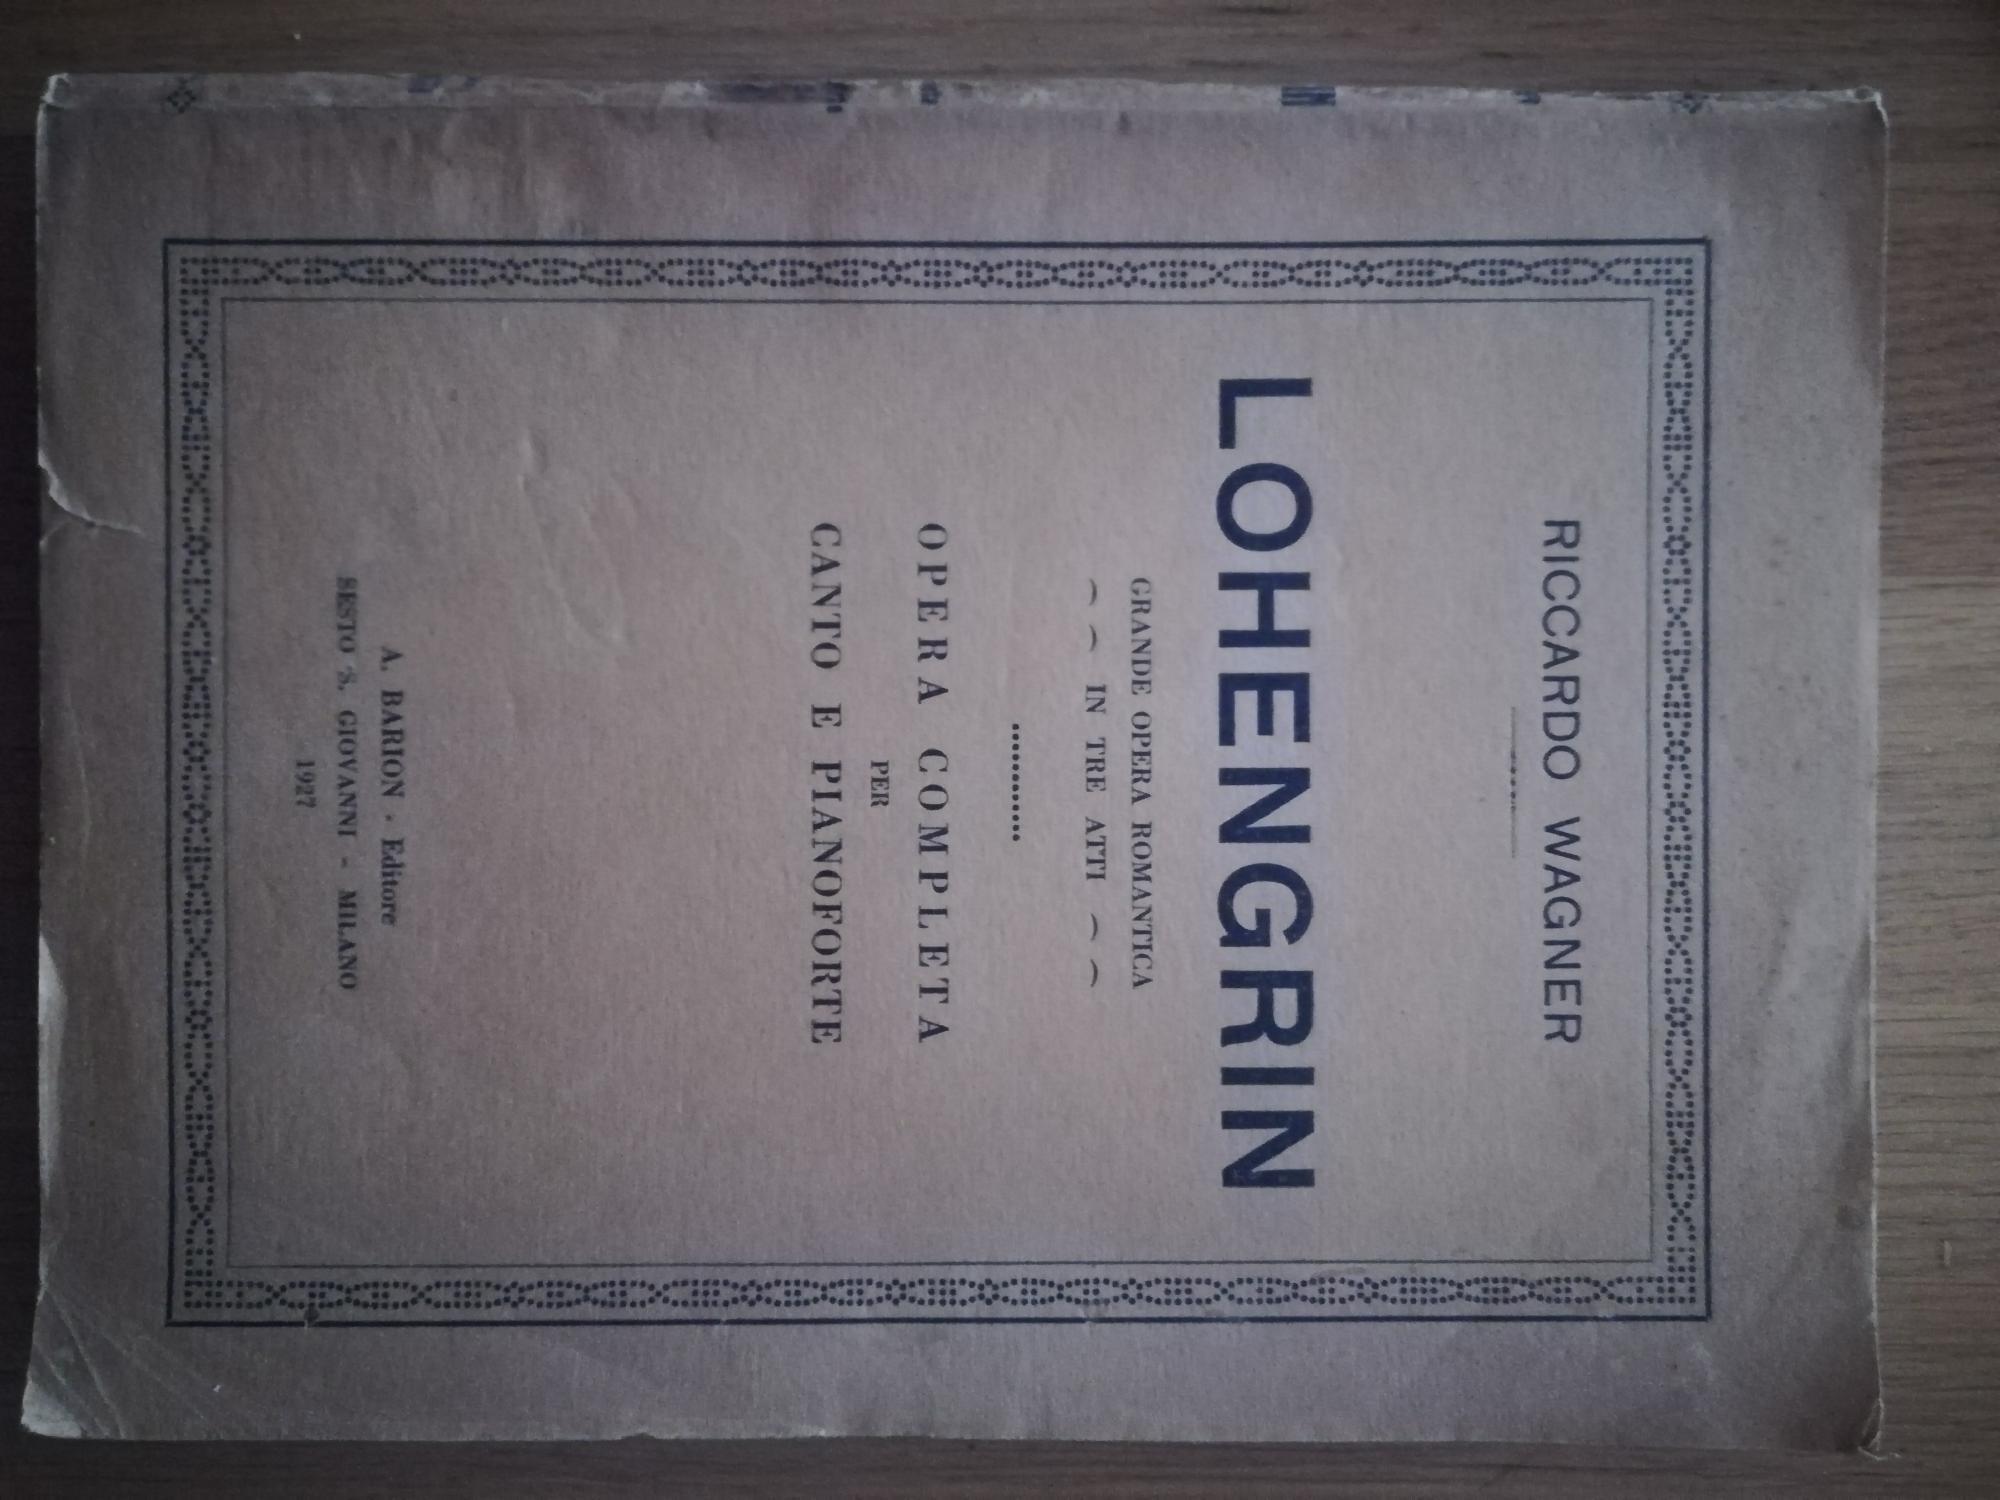 RICCARDO WAGNER
LOHENGRIN
GRANDE OPERA ROMANTICA
IN TRE ATTI
OPERA COMPLETA
PER
CANTO E PIANOFORTE
A. BARION - Editore
SESTO S. GIOVANNI - MILANO
1927